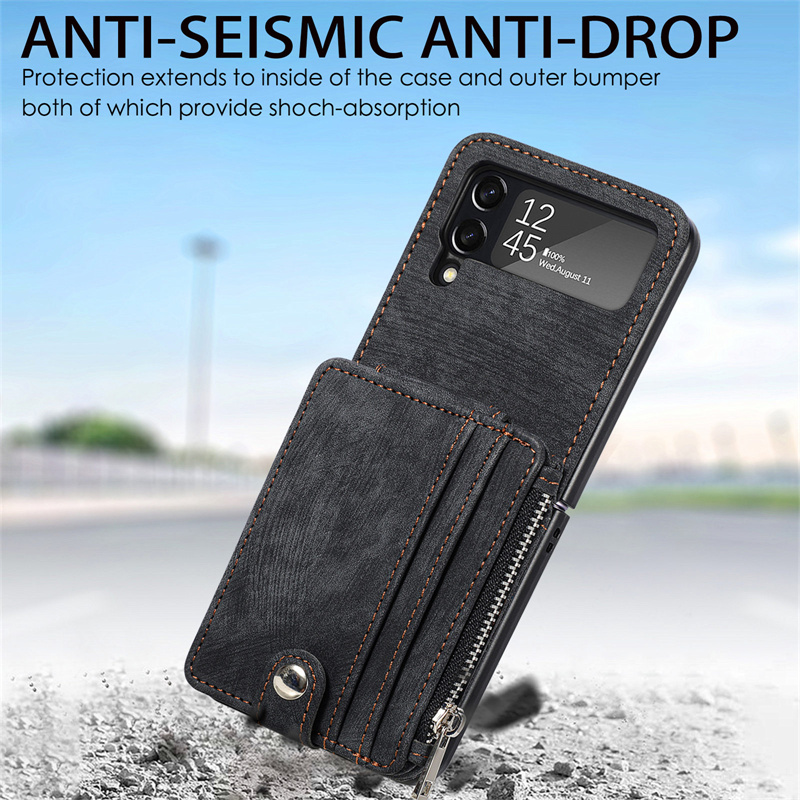 ANTI-SEISMIC ANTI-DROP
Protection extends to inside of the case and outer bumper
both of which provide shoch-absorption
12
45
100%
Wed.August 11